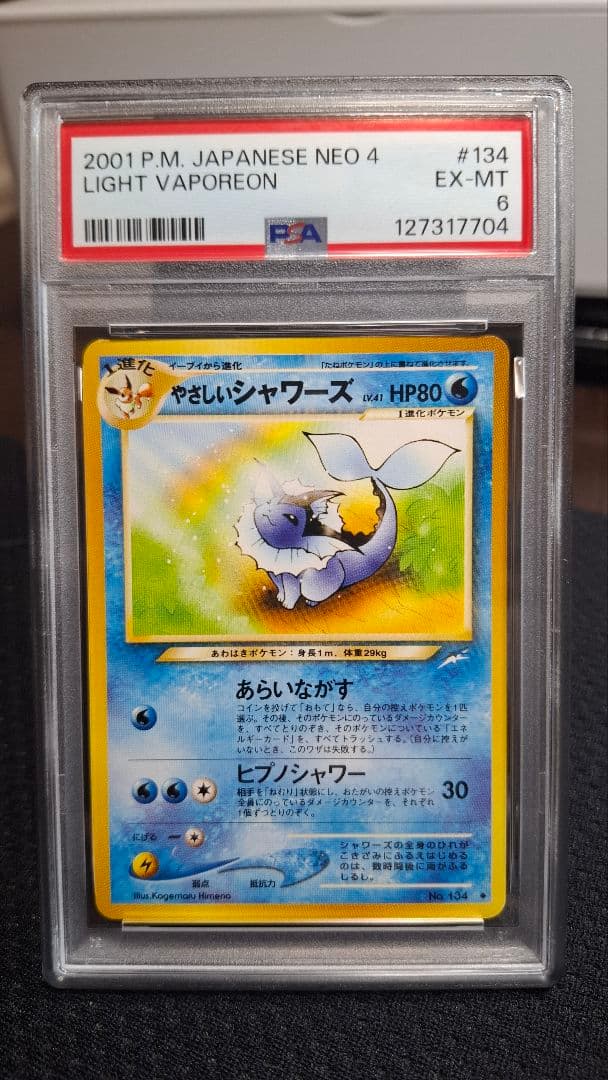 2001 P.M. JAPANESE NEO 4 #134
LIGHT VAPOREON EX-MT
6
PSA 127317704
1進化 イーブイから進化 「たねポケモン」の上に重ねて進化させます。
やさしいシャワーズ LV.41 HP80
1進化ポケモン
あわはきポケモン：身長1m、体重29kg
あらいながす
コインを投げて「おもて」なら、自分の控えポケモンを1匹
選ぶ。その後、そのポケモンにのっているダメージカウンター
を、すべてとりのぞき、そのポケモンについている「エネ
ルギーカード」を、すべてトラッシュする。（自分に控えが
いないとき、このワザは失敗する。）
ヒプノシャワー
相手を「ねむり」状態にし、おたがいの控えポケモン 30
全員にのっているダメージカウンターを、それぞれ
1個ずつとりのぞく。
にげる
シャワーズの全身のひれが
こきざみにふるえはじめる
のは、数時間後に雨がふる
しるし。
弱点 抵抗力
Illus. Kagemaru Himeno No. 134